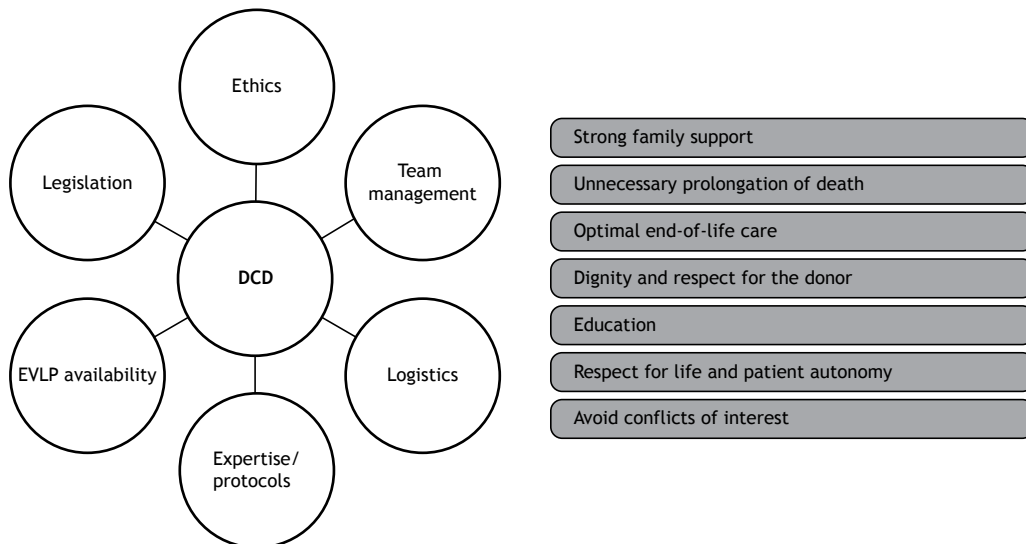 Ethics
Team
management
Legislation
DCD
EVLP availability
Logistics
Expertise/
protocols
Strong family support
Unnecessary prolongation of death
Optimal end-of-life care
Dignity and respect for the donor
Education
Respect for life and patient autonomy
Avoid conflicts of interest